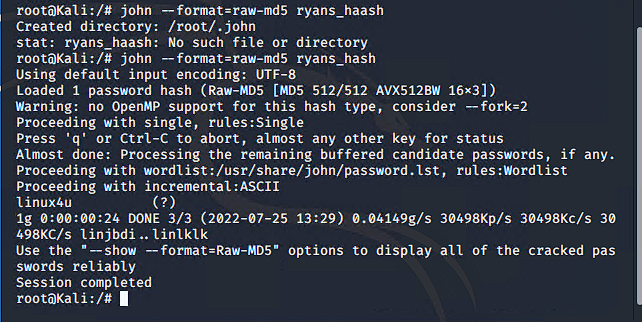 root@Kali:/# john --format=raw-md5 ryans_haash
Created directory: /root/.john
stat: ryans_haash: No such file or directory
root@Kali:/# john --format=raw-md5 ryans_hash
Using default input encoding: UTF-8
Loaded 1 password hash (Raw-MD5 [MD5 512/512 AVX512BW 16×3])
Warning: no OpenMP support for this hash type, consider --fork=2
Proceeding with single, rules:Single
Press 'q' or Ctrl-C to abort, almost any other key for status
Almost done: Processing the remaining buffered candidate passwords, if any.
Proceeding with wordlist:/usr/share/john/password.lst, rules:Wordlist
Proceeding with incremental:ASCII
linux4u          (?)
1g 0:00:00:24 DONE 3/3 (2022-07-25 13:29) 0.04149g/s 30498Kp/s 30498Kc/s 30
498KC/s linjbdi..linlklk
Use the "--show --format=Raw-MD5" options to display all of the cracked pas
swords reliably
Session completed
root@Kali:/#